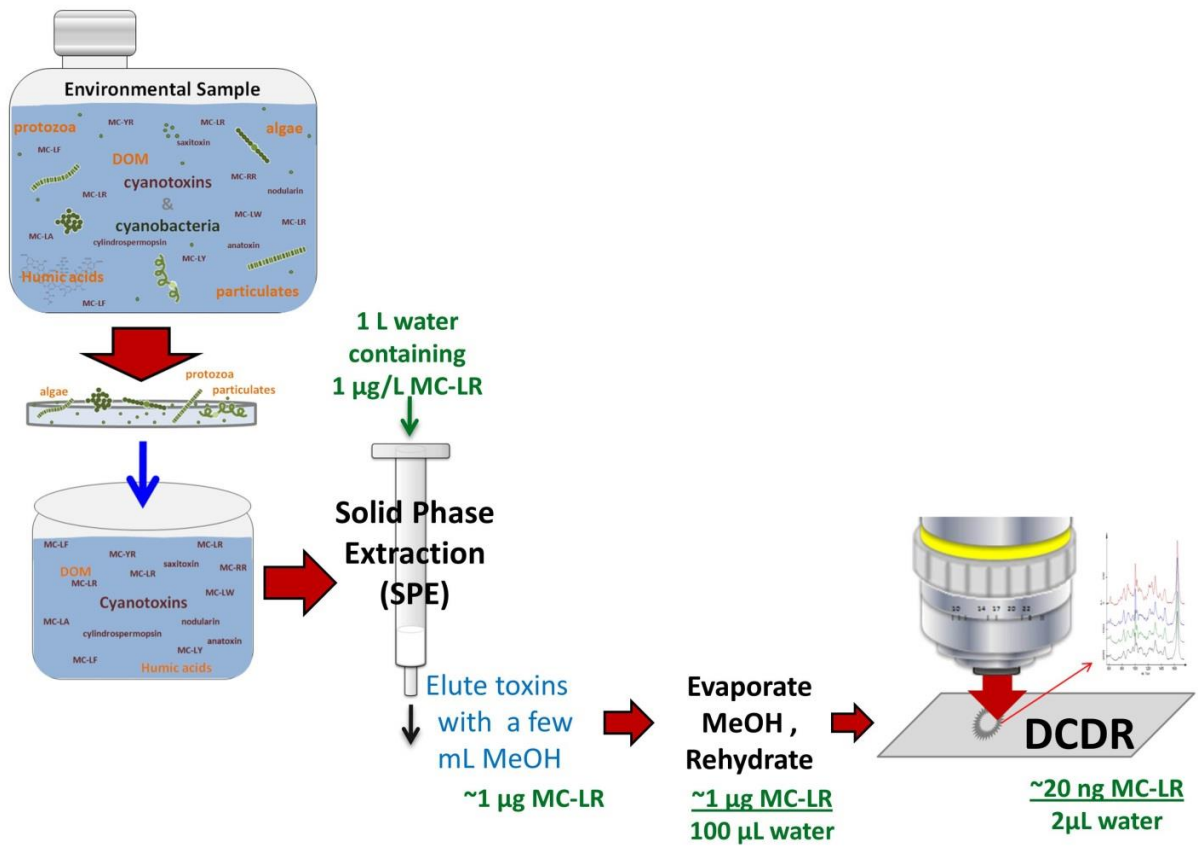 Environmental Sample
protozoa
MC-YR
MC-LR
algae
saxitoxin
MC-LF
DOM
cyanotoxins
MC-RR
nodularin
MC-LR
&
MC-LW
MC-LR
cyanobacteria
MC-LA
cylindrospermopsin
anatoxin
MC-LY
Humic acids
particulates
MC-LF
algae
protozoa
particulates
1 L water
containing
1 µg/L MC-LR
MC-LF
MC-YR
MC-LR
saxitoxin
MC-RR
DOM
MC-LR
MC-LR
MC-LW
Cyanotoxins
MC-LA
nodularin
cylindrospermopsin
anatoxin
MC-LY
MC-LF
Humic acids
Solid Phase
Extraction
(SPE)
Elute toxins
with a few
mL MeOH
~1 µg MC-LR
Evaporate
MeOH ,
Rehydrate
~1 µg MC-LR
100 µL water
10 14 17 20 22
DCDR
~20 ng MC-LR
2µL water